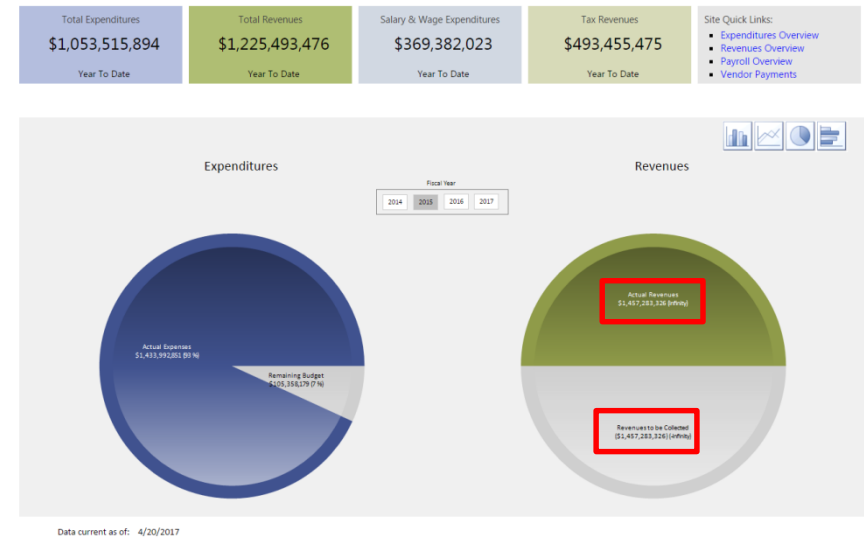 Total Expenditures
$1,053,515,894
Year To Date
Total Revenues
$1,225,493,476
Year To Date
Salary & Wage Expenditures
$369,382,023
Year To Date
Tax Revenues
$493,455,475
Year To Date
Site Quick Links:
Expenditures Overview
Revenues Overview
Payroll Overview
Vendor Payments
Expenditures
Revenues
Fiscal Year
2014 2015 2016 2017
Actual Expenses
$1,433,992,851 (93 %)
Remaining Budget
$105,358,179 (7 %)
Actual Revenues
$1,457,283,326 (Infinity)
Revenues to be Collected
($1,457,283,326) (-Infinity)
Data current as of: 4/20/2017